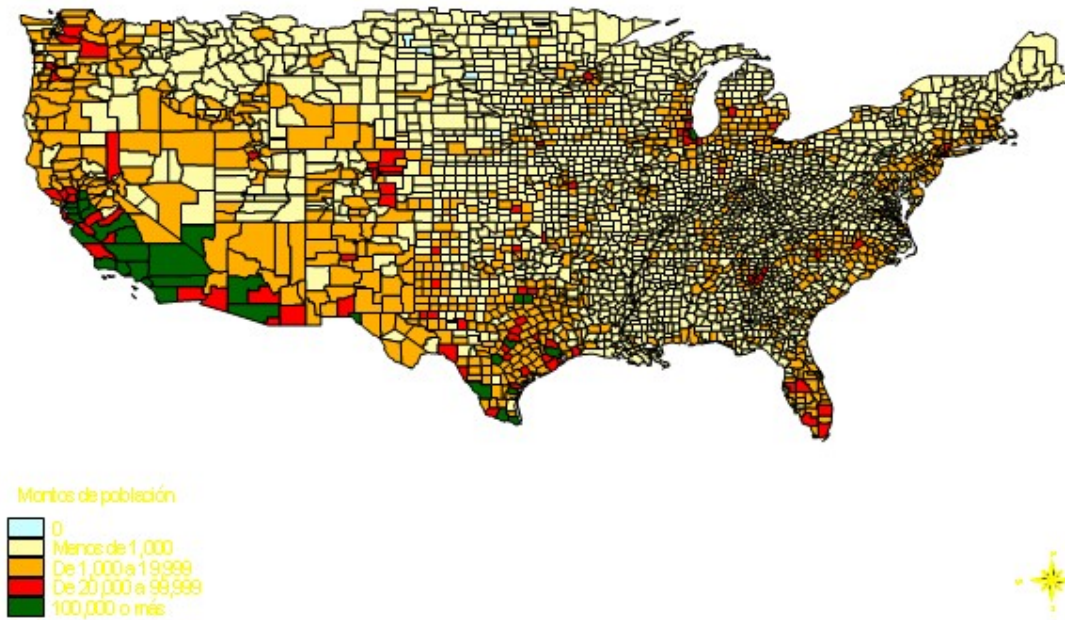 Montos de población
0
Menos de 1,000
De 1,000 a 19,999
De 20,000 a 99,999
100,000 o más